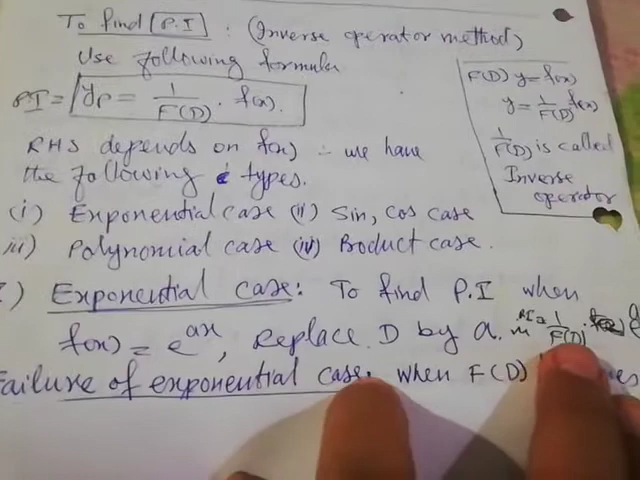 To find P.I : (Inverse operator method)
Use following formula
PI = yp = 1/F(D) . f(x).
F(D) y = f(x)
y = 1/F(D) f(x)
1/F(D) is called
Inverse
operator
RHS depends on f(x) ∴ we have
the following types.
(i) Exponential case (ii) Sin, cos case
iii) Polynomial case (iv) Product case.
) Exponential case: To find P.I when
f(x) = e^ax, Replace D by a. in PI = 1/F(D)
Failure of exponential case: when F(D)